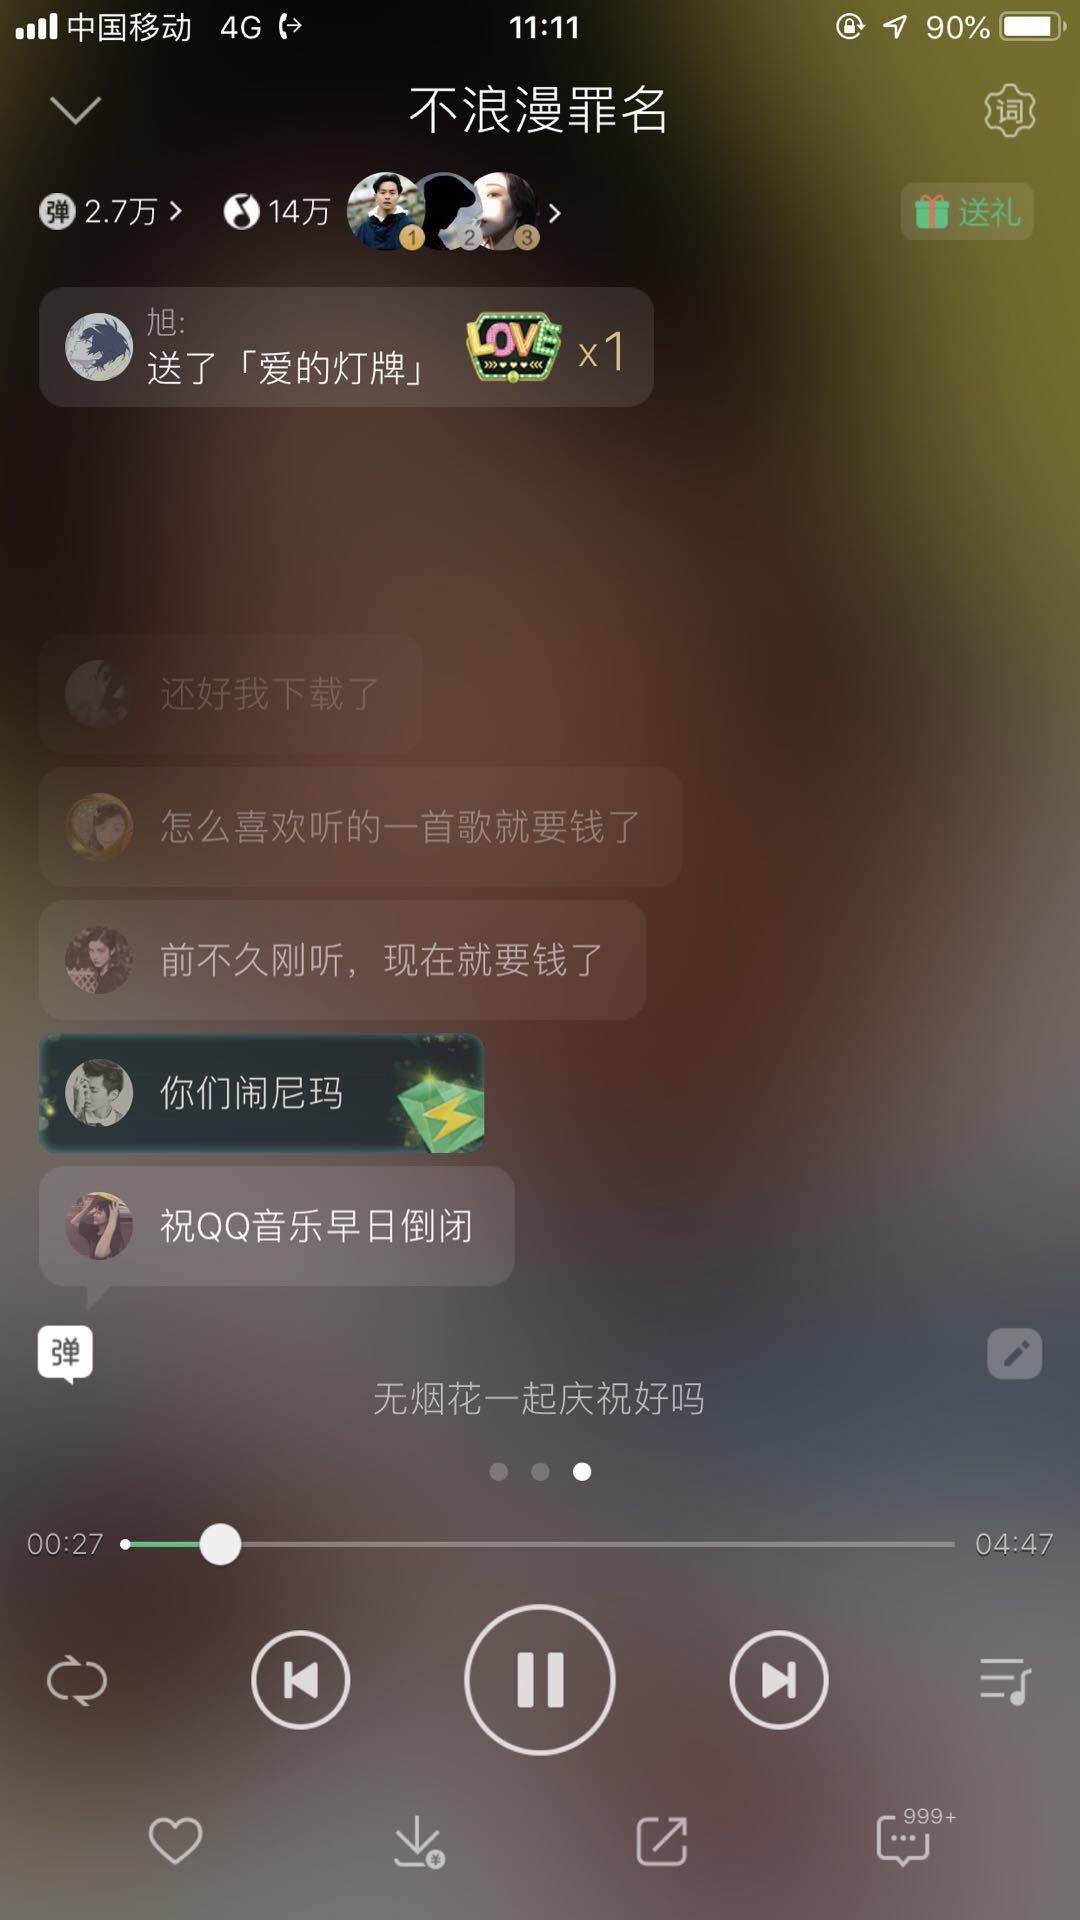 中国移动 4G 11:11 90%
不浪漫罪名
词
弹 2.7万 14万 1 2 3 送礼
旭:
送了「爱的灯牌」 LOVE x1
还好我下载了
怎么喜欢听的一首歌就要钱了
前不久刚听，现在就要钱了
你们闹尼玛
祝QQ音乐早日倒闭
弹
无烟花一起庆祝好吗
00:27 04:47
¥ 999+